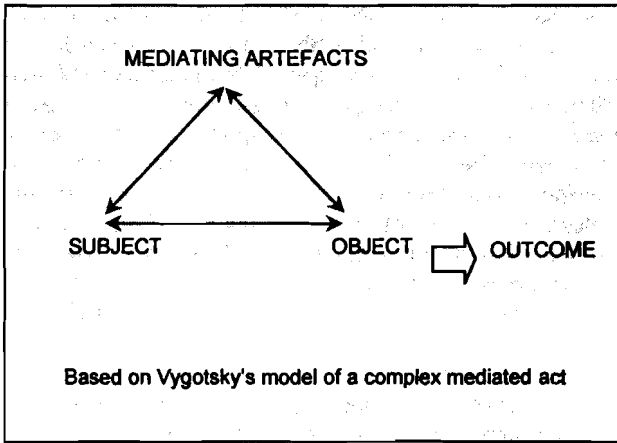 MEDIATING ARTEFACTS
SUBJECT OBJECT OUTCOME
Based on Vygotsky's model of a complex mediated act